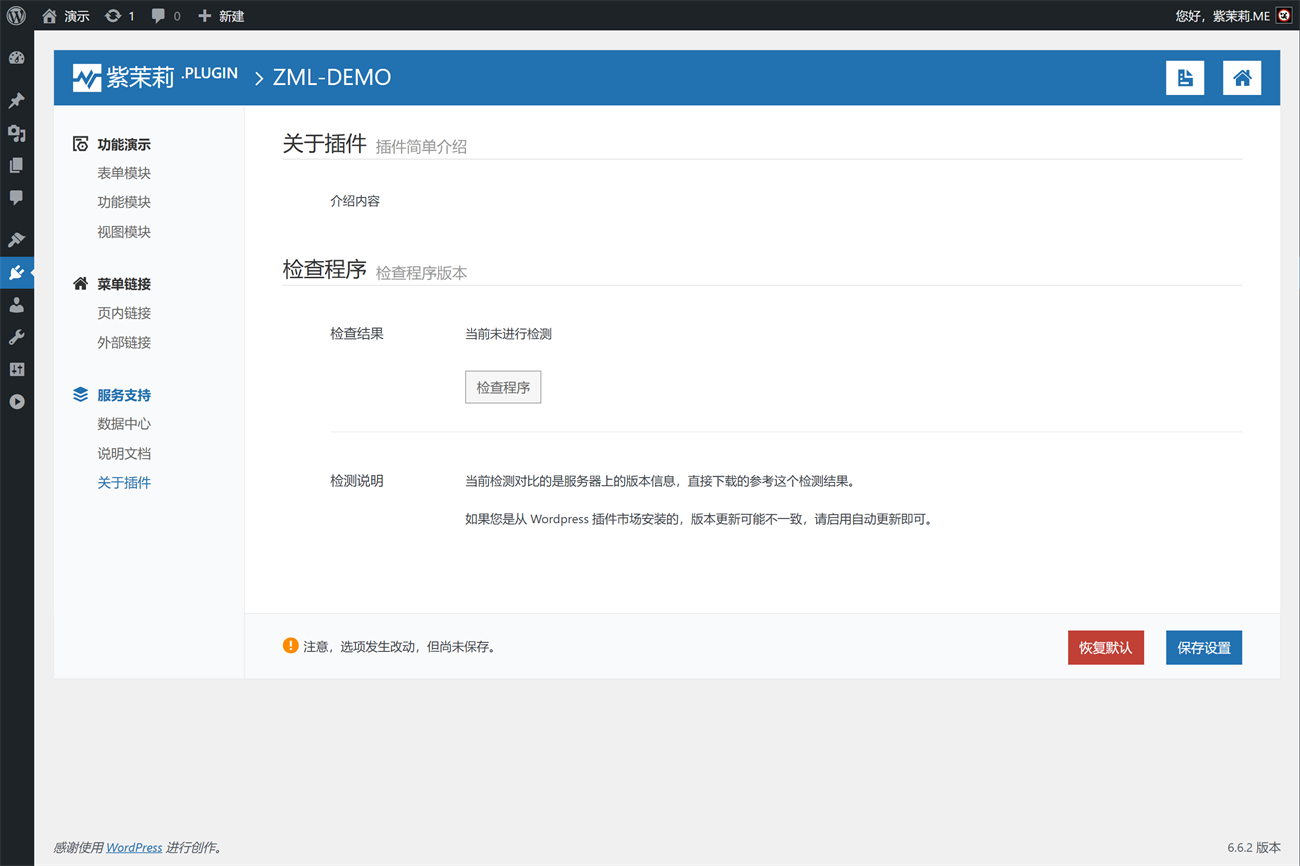 演示 1 0 新建 您好，紫茉莉.ME
紫茉莉 .PLUGIN ZML-DEMO
功能演示
表单模块
功能模块
视图模块
菜单链接
页内链接
外部链接
服务支持
数据中心
说明文档
关于插件
关于插件 插件简单介绍
介绍内容
检查程序 检查程序版本
检查结果 当前未进行检测
检查程序
检测说明 当前检测对比的是服务器上的版本信息，直接下载的参考这个检测结果。
如果您是从 Wordpress 插件市场安装的，版本更新可能不一致，请启用自动更新即可。
注意，选项发生改动，但尚未保存。 恢复默认 保存设置
感谢使用 WordPress 进行创作。 6.6.2 版本